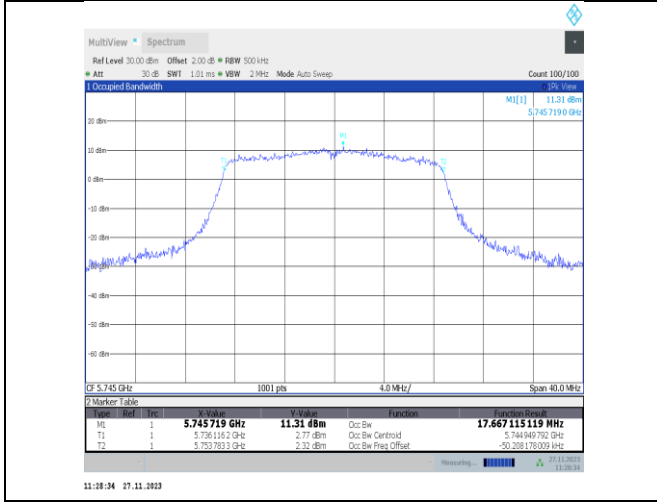 MultiView Spectrum
Ref Level 30.00 dBm Offset 2.00 dB RBW 500 kHz
Att 30 dB SWT 1.01 ms VBW 2 MHz Mode Auto Sweep Count 100/100
1 Occupied Bandwidth 1Pk View
M1[1] 11.31 dBm
5.745 719 0 GHz
20 dBm
M1
10 dBm
T1 T2
0 dBm
-10 dBm
-20 dBm
-40 dBm
-50 dBm
-60 dBm
CF 5.745 GHz 1001 pts 4.0 MHz/ Span 40.0 MHz
2 Marker Table
Type Ref Trc X-Value Y-Value Function Function Result
M1 1 5.745 719 GHz 11.31 dBm Occ Bw 17.667 115 119 MHz
T1 1 5.736 116 2 GHz 2.77 dBm Occ Bw Centroid 5.744 949 792 GHz
T2 1 5.753 783 3 GHz 2.32 dBm Occ Bw Freq Offset -50.208 178 009 kHz
Measuring... 27.11.2023
11:28:34
11:28:34 27.11.2023